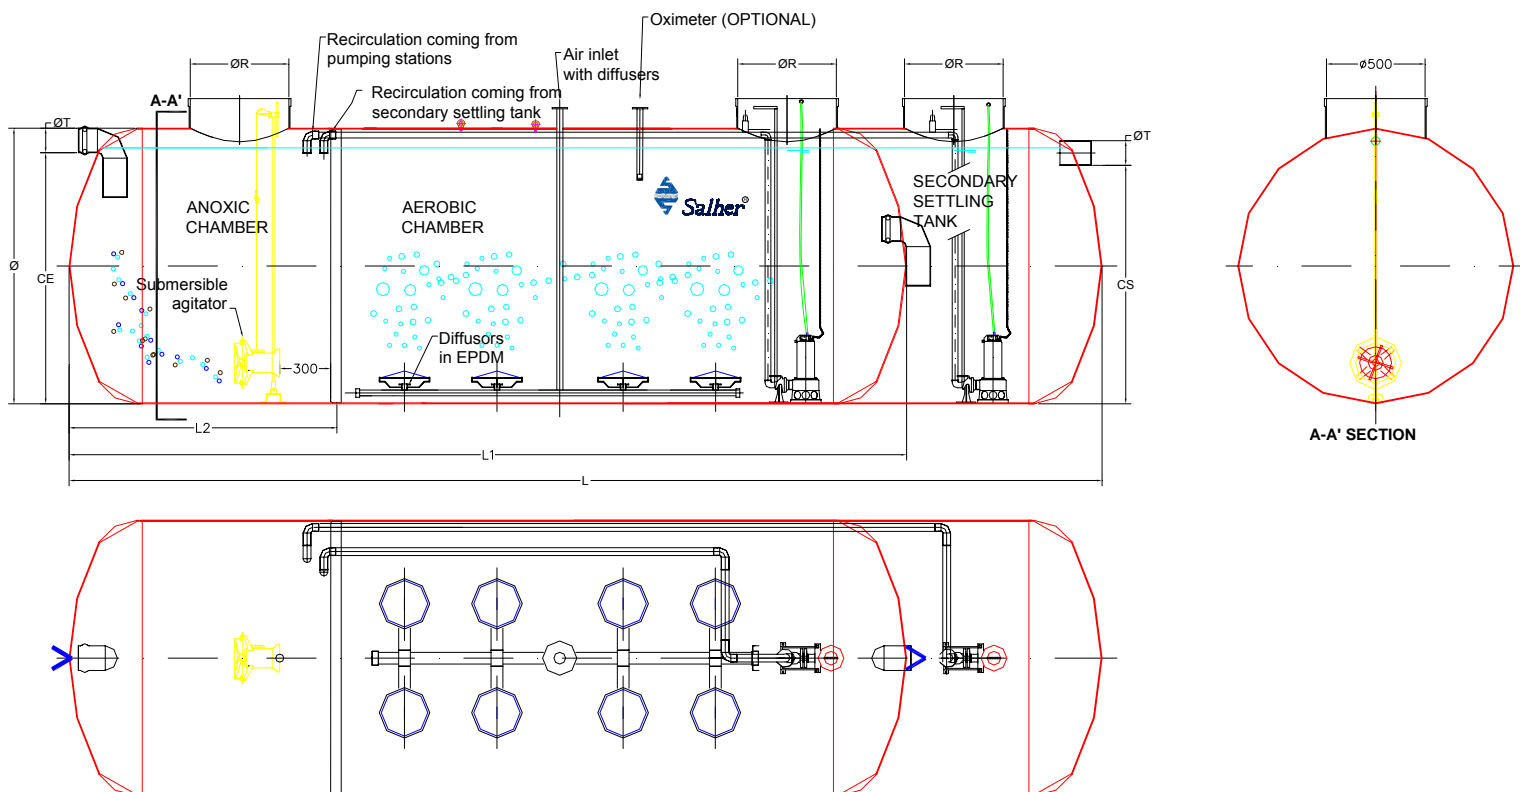 Oximeter (OPTIONAL)
Recirculation coming from
pumping stations
Air inlet
with diffusers
ØR
ØR
ØR
ø500
Recirculation coming from
secondary settling tank
A-A'
ØT
ØT
SECONDARY
SETTLING
TANK
ANOXIC
CHAMBER
AEROBIC
CHAMBER
Salher®
Ø
CE
CS
Submersible
agitator
Diffusors
in EPDM
300
L2
L1
L
A-A' SECTION